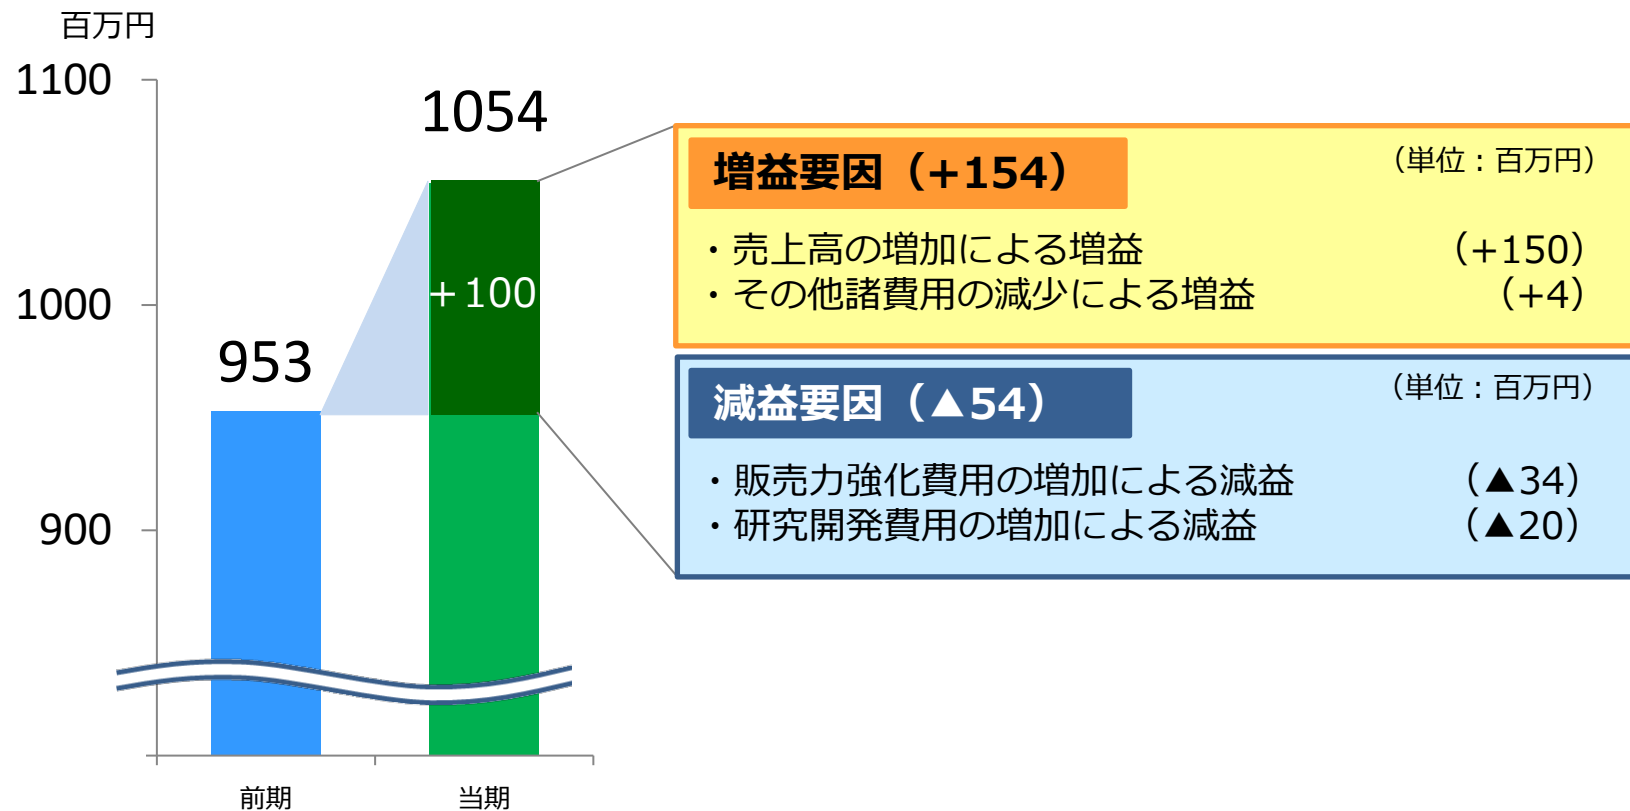 百万円
1100
1000
900
953
1054
＋100
前期
当期
増益要因（+154）
（単位：百万円）
・売上高の増加による増益 （+150）
・その他諸費用の減少による増益 （+4）
減益要因（▲54）
（単位：百万円）
・販売力強化費用の増加による減益 （▲34）
・研究開発費用の増加による減益 （▲20）